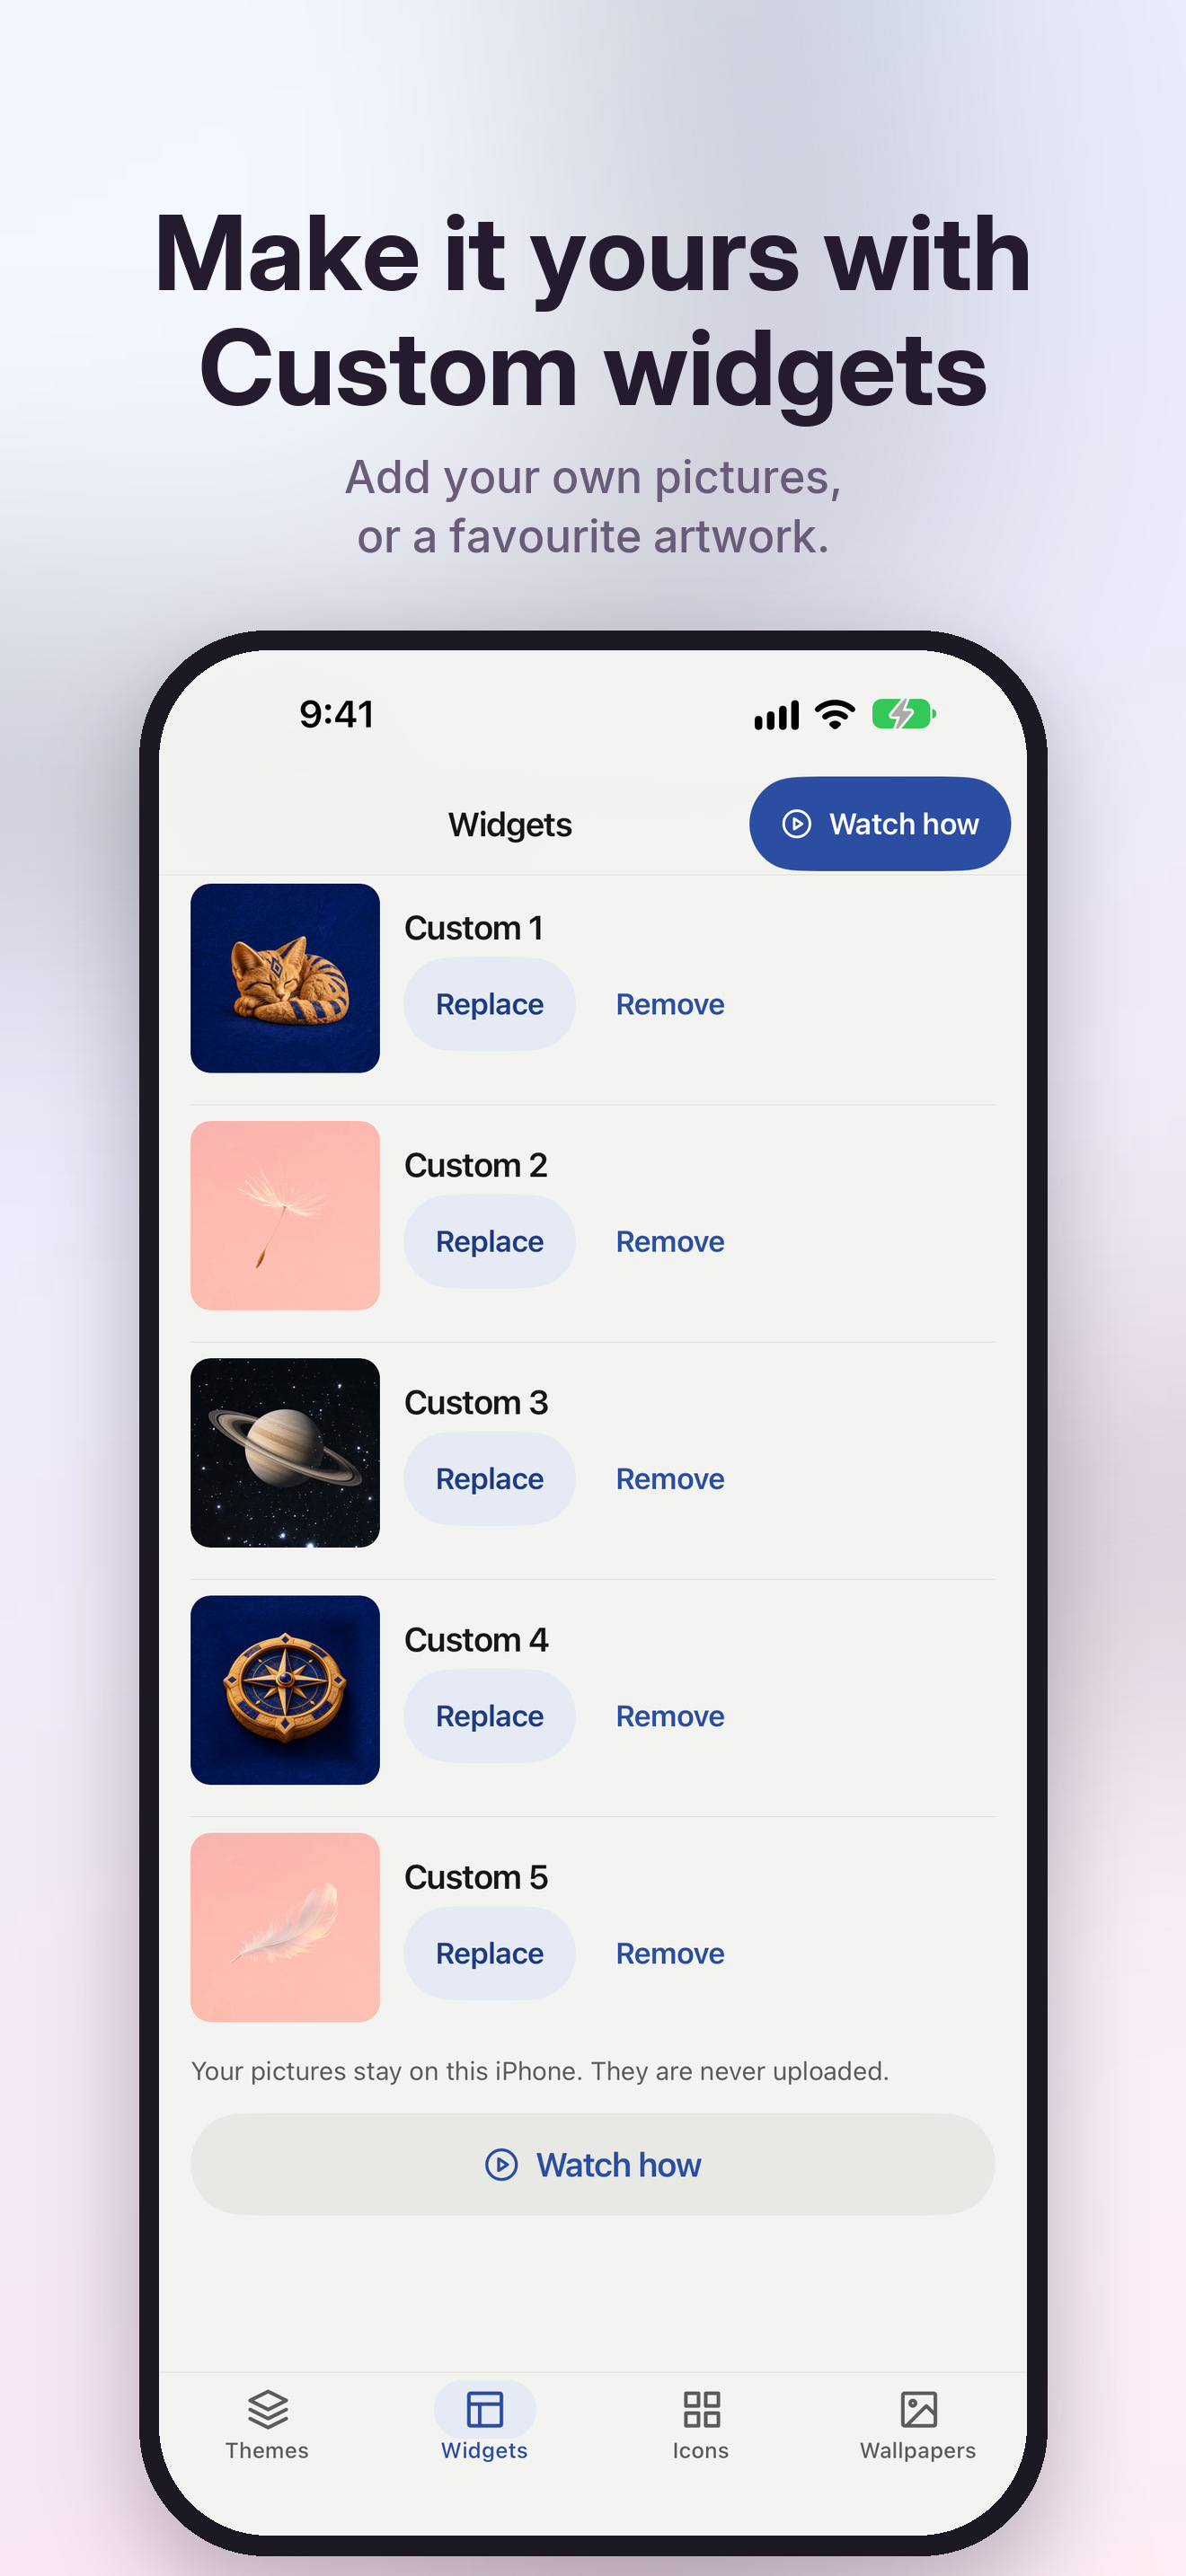 Make it yours with
Custom widgets
Add your own pictures,
or a favourite artwork.
9:41
Widgets
Watch how
Custom 1
Replace Remove
Custom 2
Replace Remove
Custom 3
Replace Remove
Custom 4
Replace Remove
Custom 5
Replace Remove
Your pictures stay on this iPhone. They are never uploaded.
Watch how
Themes Widgets Icons Wallpapers